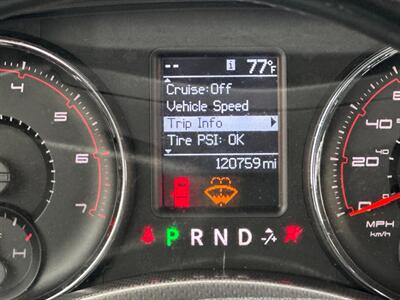 -- i 77°F
Cruise:Off
Vehicle Speed
Trip Info
Tire PSI: OK
120759 mi
P R N D -/+
4
5
6
7
H
0
20
40
MPH
km/h